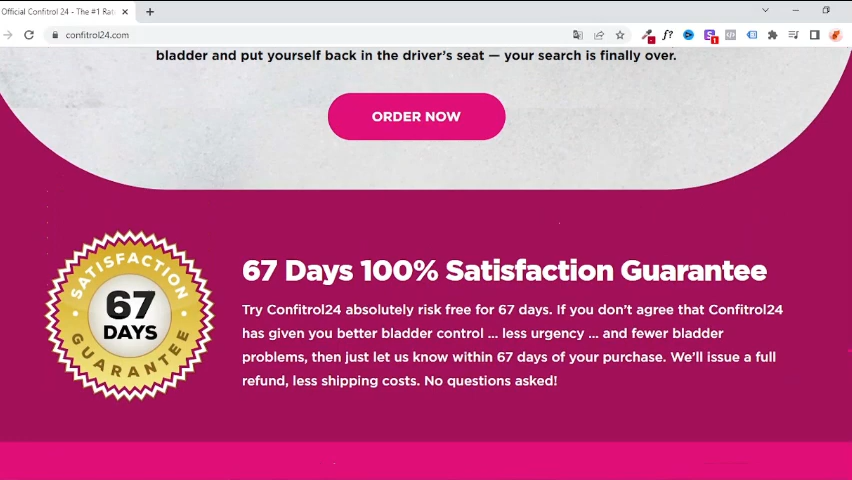 Official Confitrol 24 - The #1 Rat
confitrol24.com
bladder and put yourself back in the driver's seat — your search is finally over.
ORDER NOW
SATISFACTION
67
DAYS
GUARANTEE
67 Days 100% Satisfaction Guarantee
Try Confitrol24 absolutely risk free for 67 days. If you don't agree that Confitrol24
has given you better bladder control ... less urgency ... and fewer bladder
problems, then just let us know within 67 days of your purchase. We'll issue a full
refund, less shipping costs. No questions asked!